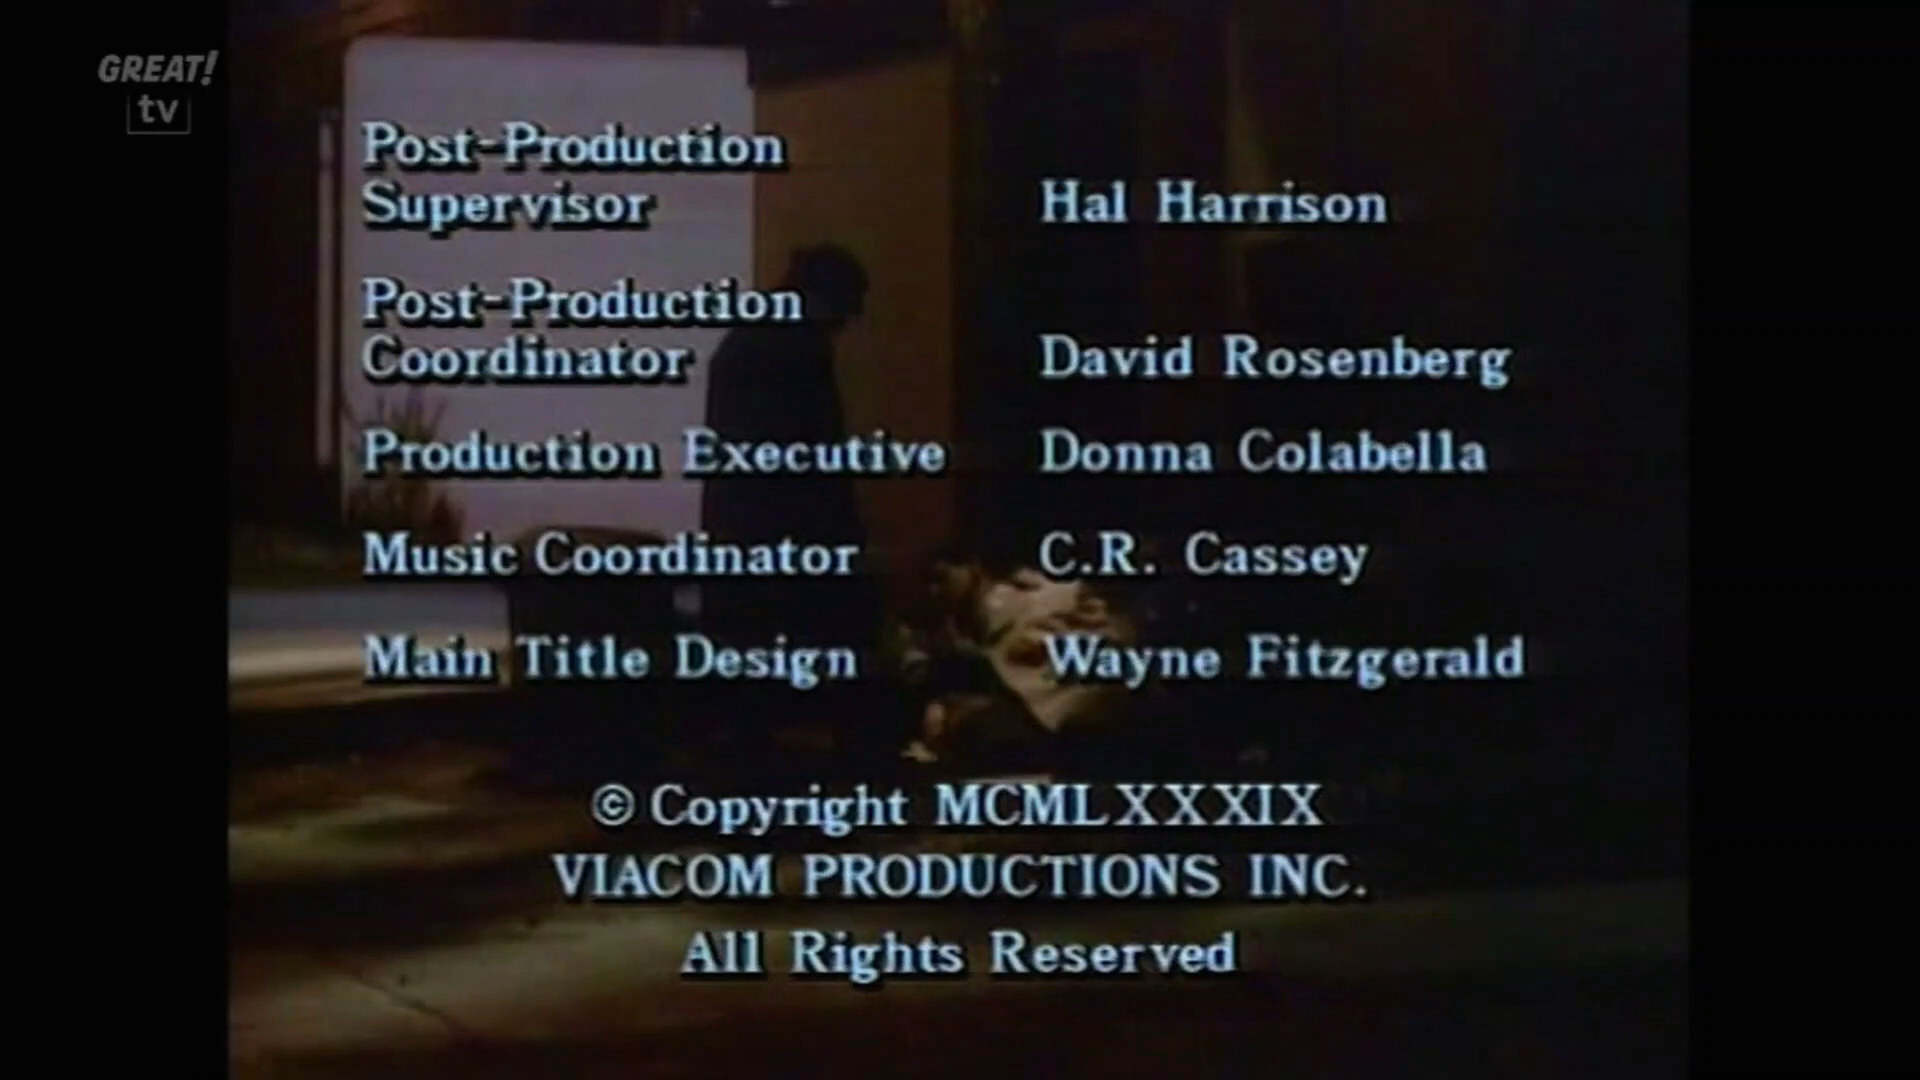 GREAT!
tv
Post-Production
Supervisor Hal Harrison
Post-Production
Coordinator David Rosenberg
Production Executive Donna Colabella
Music Coordinator C.R. Cassey
Main Title Design Wayne Fitzgerald
© Copyright MCMLXXXIX
VIACOM PRODUCTIONS INC.
All Rights Reserved